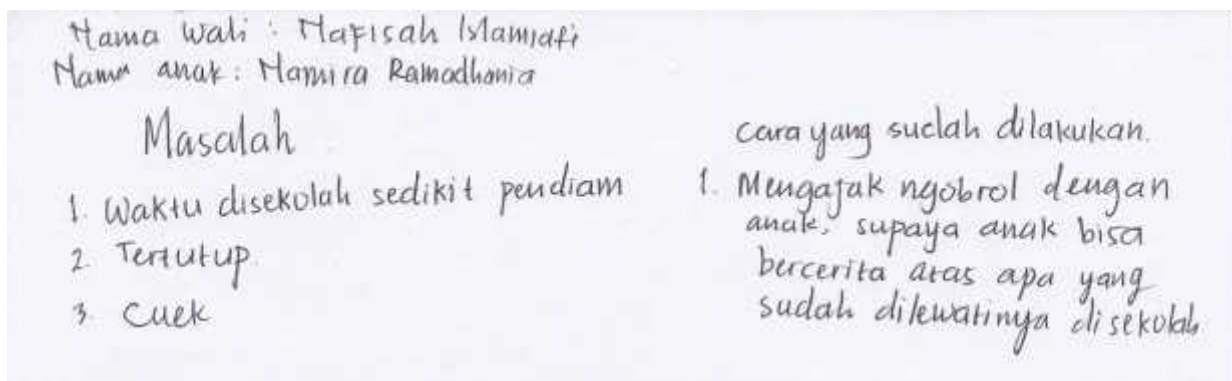 Nama Wali : Nafisah Islamiati
Nama anak : Namira Ramadhania
Masalah
1. Waktu disekolah sedikit pendiam
2. Tertutup.
3. Cuek
cara yang sudah dilakukan.
1. Mengajak ngobrol dengan
anak, supaya anak bisa
bercerita atas apa yang
sudah dilewatinya disekolah